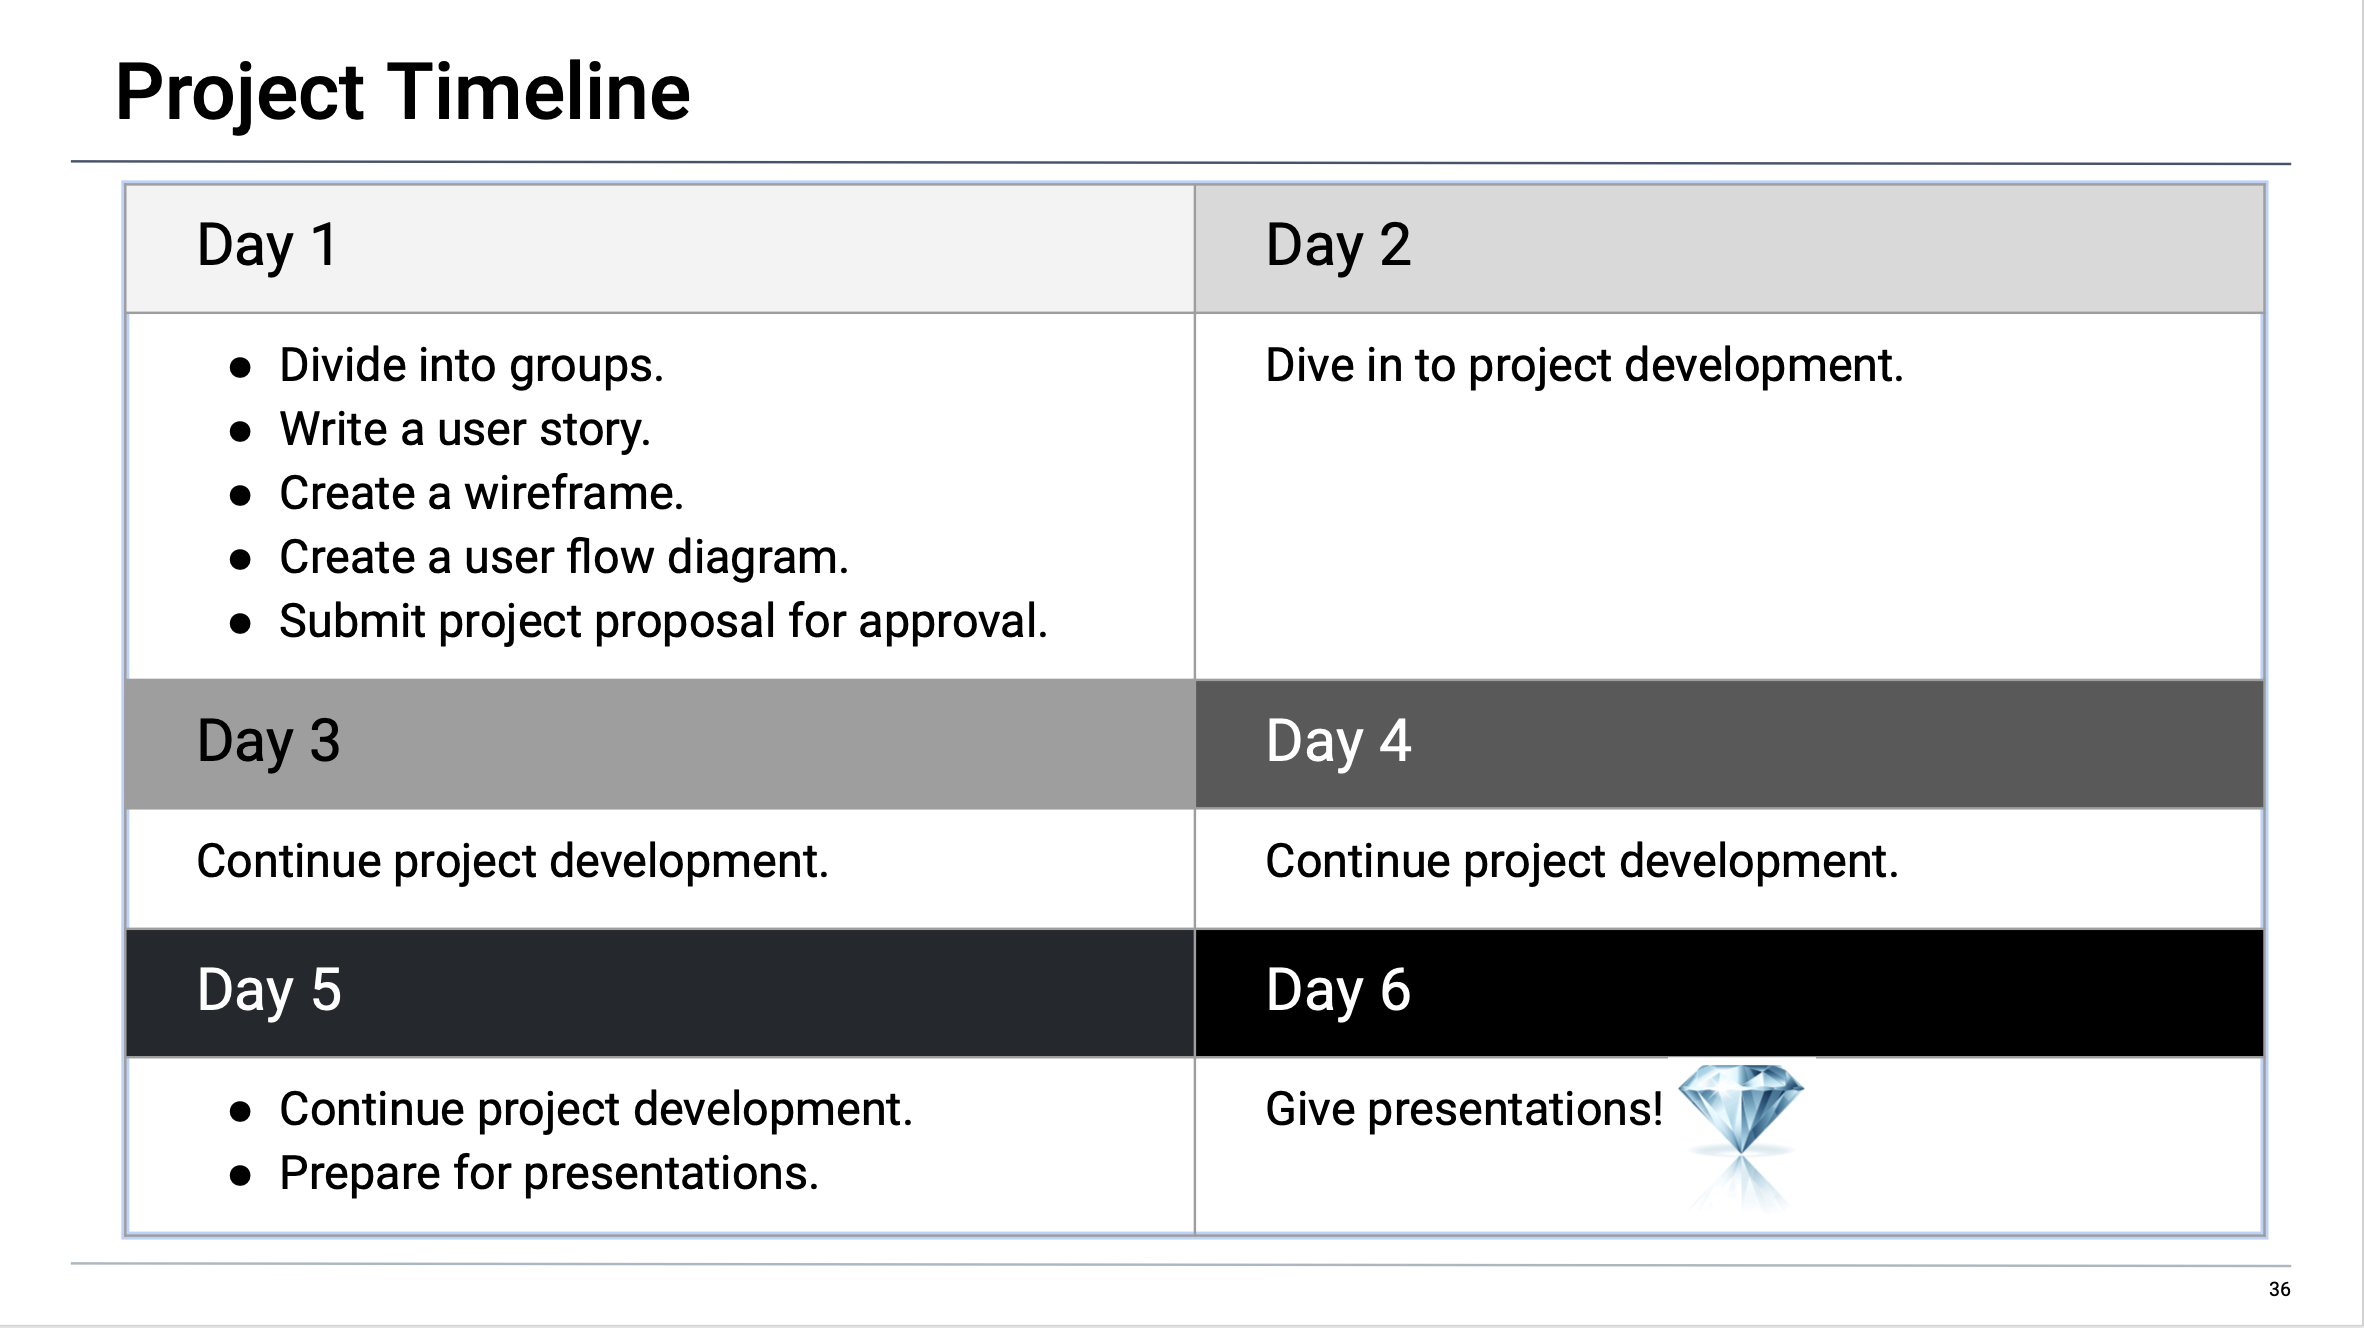 Project Timeline
Day 1
Day 2
● Divide into groups.
● Write a user story.
● Create a wireframe.
● Create a user flow diagram.
● Submit project proposal for approval.
Dive in to project development.
Day 3
Day 4
Continue project development.
Continue project development.
Day 5
Day 6
● Continue project development.
● Prepare for presentations.
Give presentations!
36